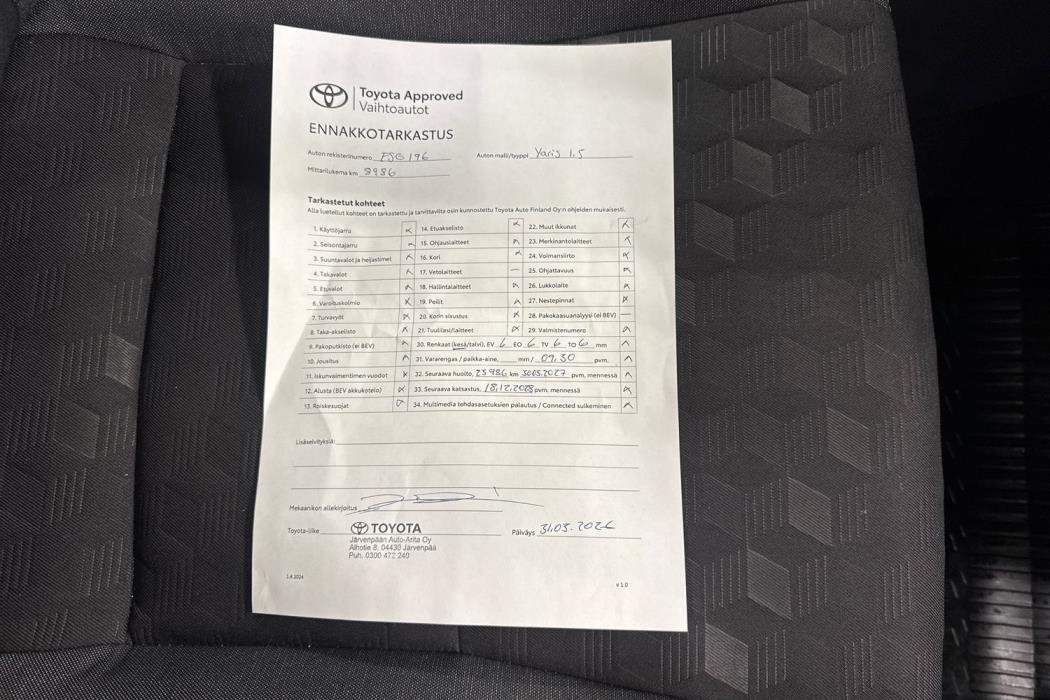 Toyota Approved
Vaihtoautot
ENNAKKOTARKASTUS
Auton rekisterinumero FSG 196 Auton malli/tyyppi Yaris 1,5
Mittarilukema km 8986
Tarkastetut kohteet
Alla luetellut kohteet on tarkastettu ja tarvittavilta osin kunnostettu Toyota Auto Finland Oy:n ohjeiden mukaisesti.
1. Käyttöjarru 14. Etuakselisto 22. Muut ikkunat
2. Seisontajarru 15. Ohjauslaitteet 23. Merkinantolaitteet
3. Suuntavalot ja heijastimet 16. Kori 24. Voimansiirto
4. Takavalot 17. Vetolaitteet 25. Ohjattavuus
5. Etuvalot 18. Hallintalaitteet 26. Lukkolaite
6. Varoituskolmio 19. Peilit 27. Nestepinnat
7. Turvavyöt 20. Korin sisustus 28. Pakokaasuanalyysi (ei BEV)
8. Taka-akselisto 21. Tuulilasi/laitteet 29. Valmistenumero
9. Pakoputkisto (ei BEV) 30. Renkaat (kesä/talvi), EV 6 EO 6 TV 6 TO 6 mm
10. Jousitus 31. Vararengas / paikka-aine, mm / 09.30 pvm.
11. Iskunvaimentimen vuodot 32. Seuraava huolto, 23986 km 30.03.2027 pvm, mennessä
12. Alusta (BEV akkukotelo) 33. Seuraava katsastus, 18.12.2028 pvm. mennessä
13. Roiskesuojat 34. Multimedia tehdasasetuksien palautus / Connected sulkeminen
Lisäselvityksiä:
Mekaanikon allekirjoitus
Toyota-liike TOYOTA Päiväys 31.03.2026
Järvenpään Auto-Arita Oy
Alhotie 8, 04430 Järvenpää
Puh. 0300 472 240
1.4.2024 v 1.0